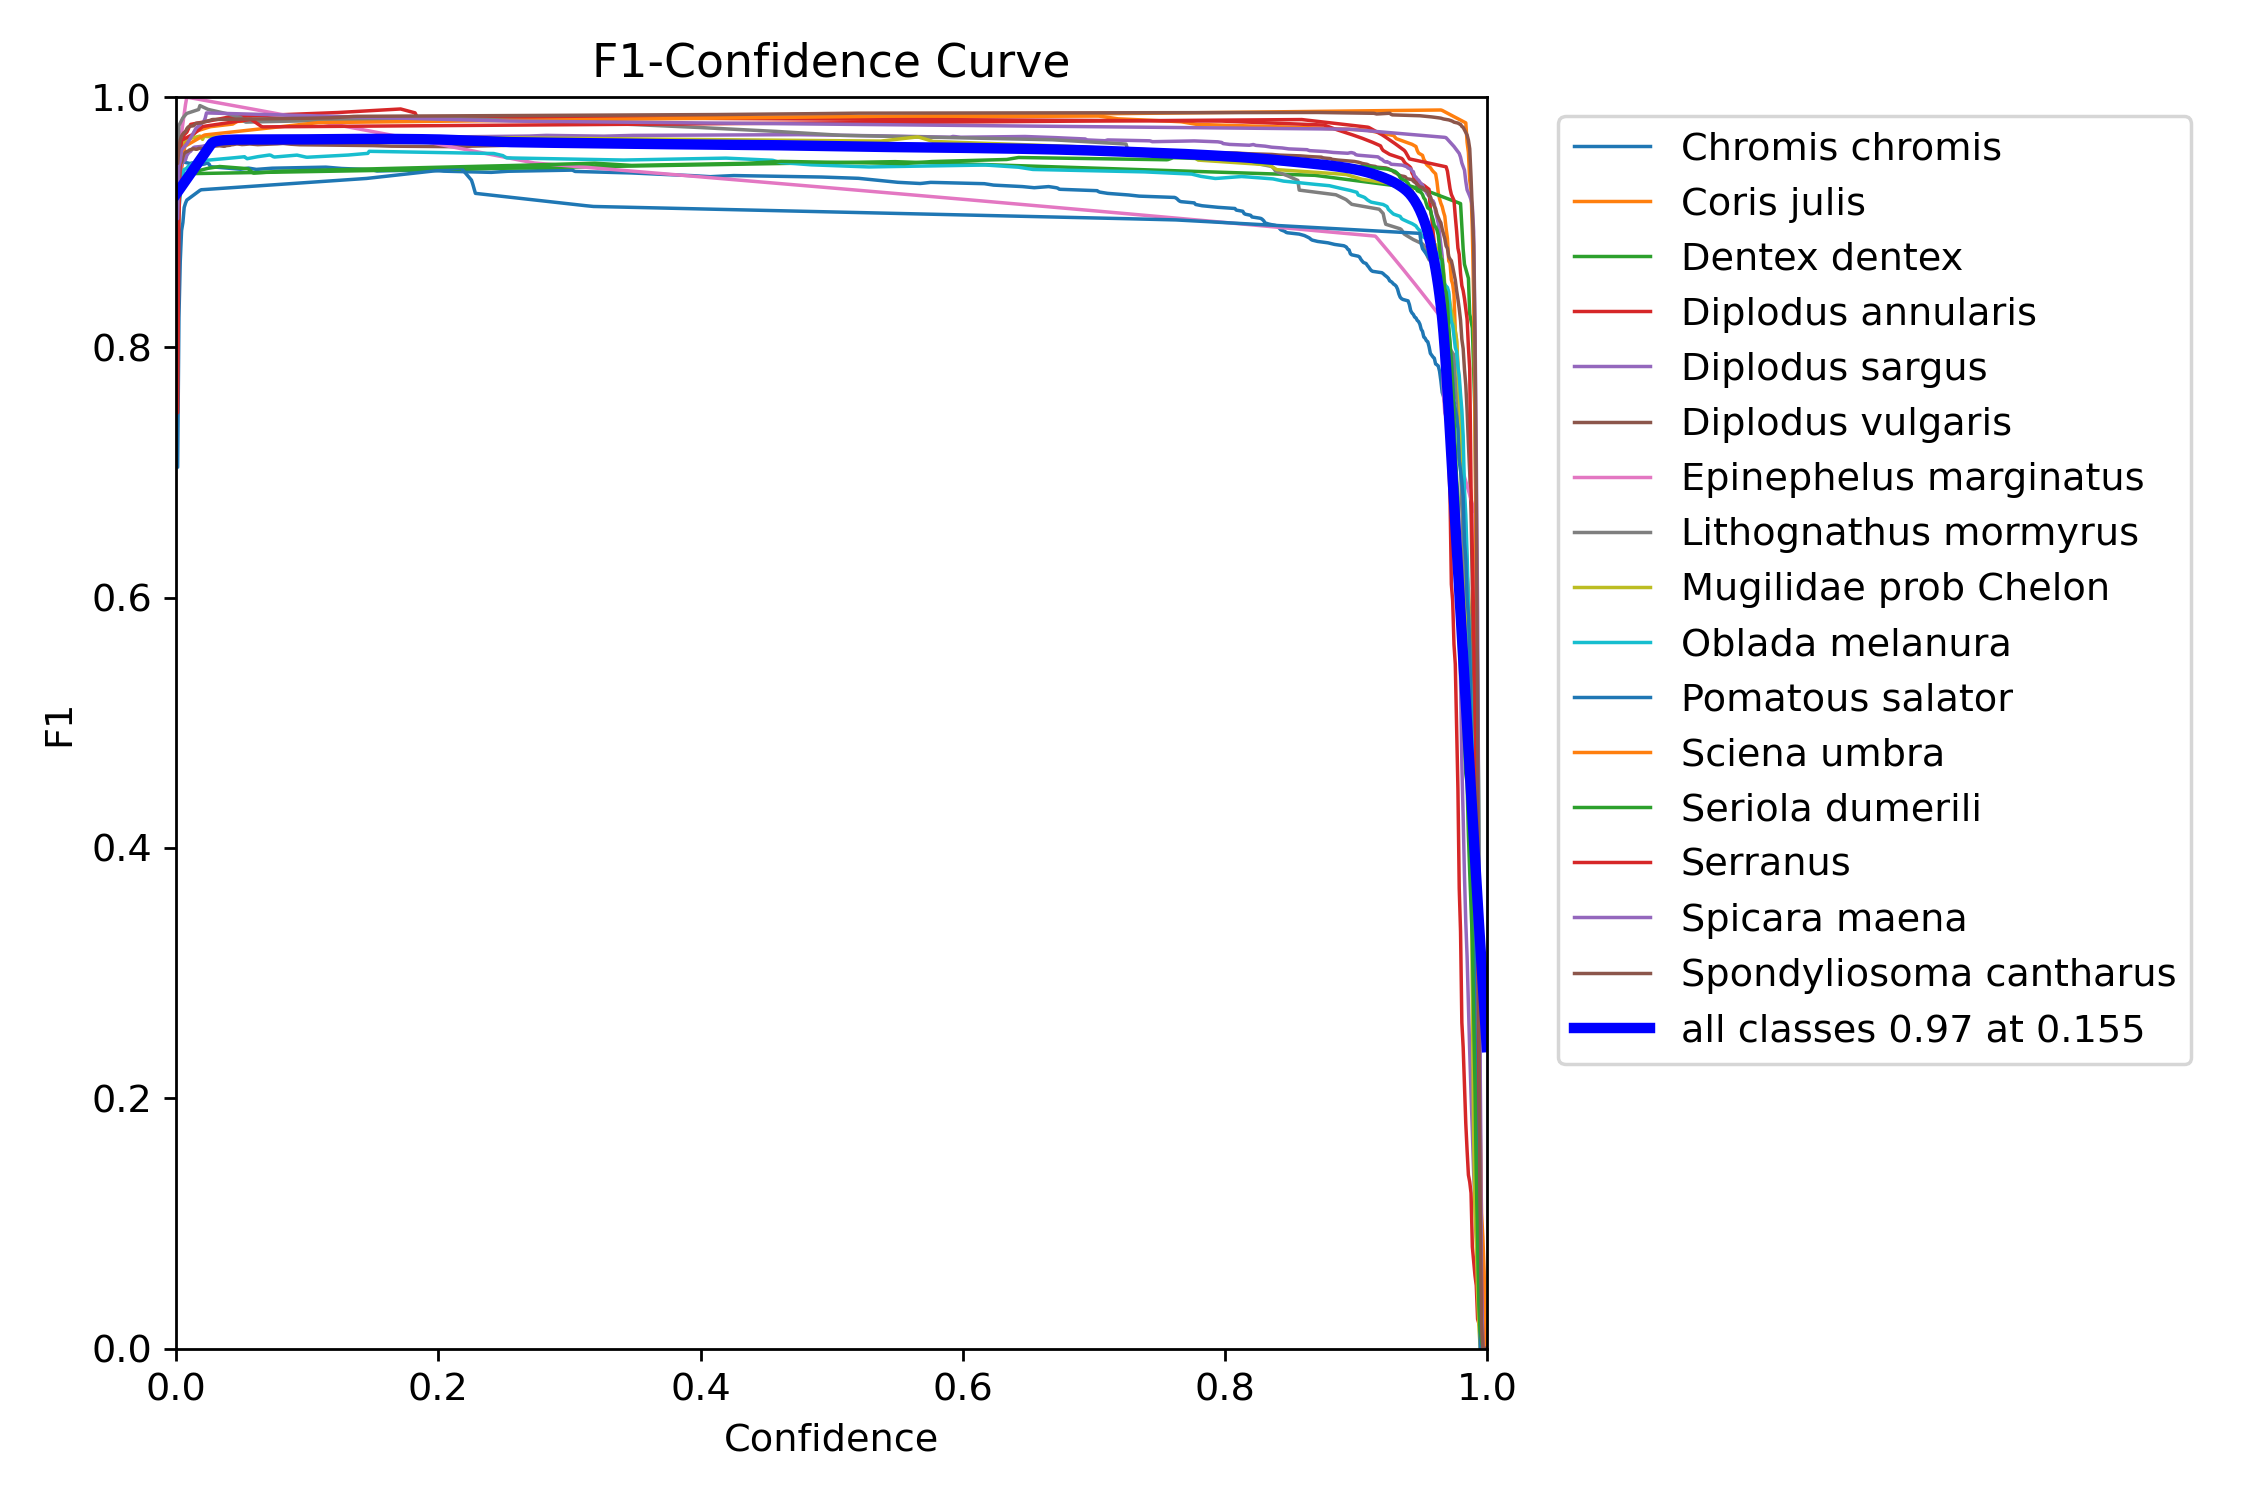 F1-Confidence Curve
1.0
0.8
0.6
0.4
0.2
0.0
F1
0.0 0.2 0.4 0.6 0.8 1.0
Confidence
Chromis chromis
Coris julis
Dentex dentex
Diplodus annularis
Diplodus sargus
Diplodus vulgaris
Epinephelus marginatus
Lithognathus mormyrus
Mugilidae prob Chelon
Oblada melanura
Pomatous salator
Sciena umbra
Seriola dumerili
Serranus
Spicara maena
Spondyliosoma cantharus
all classes 0.97 at 0.155